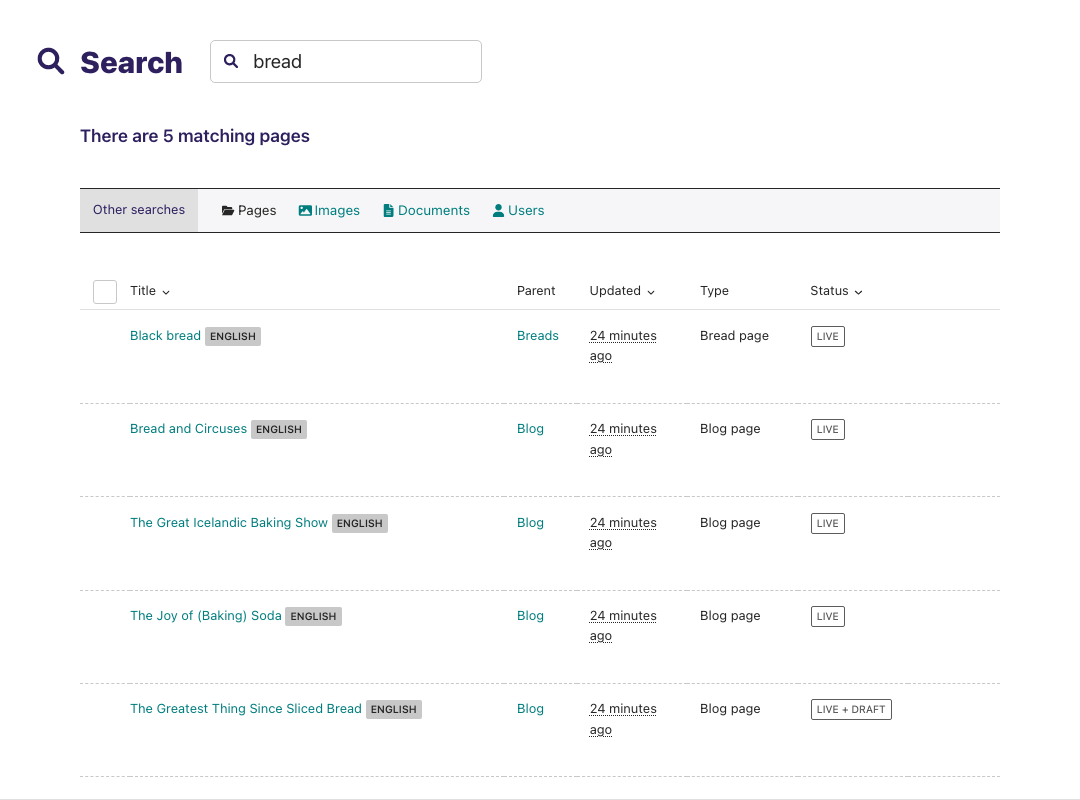 Search
bread
There are 5 matching pages
Other searches Pages Images Documents Users
Title Parent Updated Type Status
Black bread ENGLISH Breads 24 minutes ago Bread page LIVE
Bread and Circuses ENGLISH Blog 24 minutes ago Blog page LIVE
The Great Icelandic Baking Show ENGLISH Blog 24 minutes ago Blog page LIVE
The Joy of (Baking) Soda ENGLISH Blog 24 minutes ago Blog page LIVE
The Greatest Thing Since Sliced Bread ENGLISH Blog 24 minutes ago Blog page LIVE + DRAFT